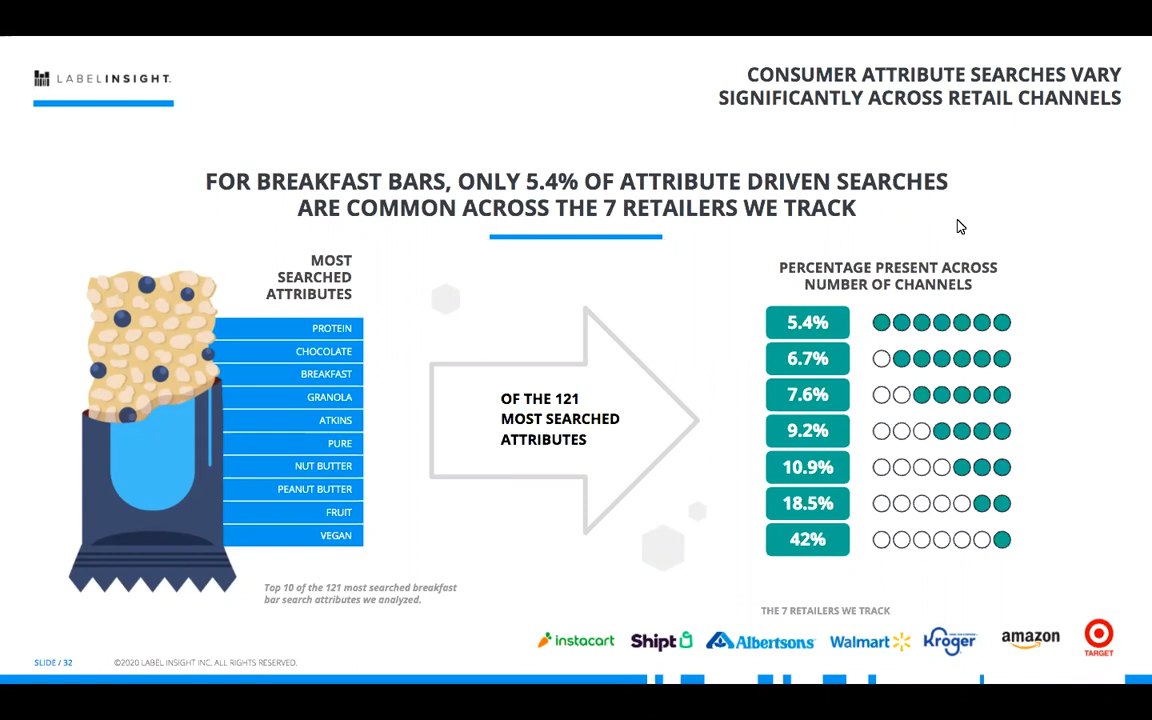 LABELINSIGHT.
CONSUMER ATTRIBUTE SEARCHES VARY
SIGNIFICANTLY ACROSS RETAIL CHANNELS
FOR BREAKFAST BARS, ONLY 5.4% OF ATTRIBUTE DRIVEN SEARCHES
ARE COMMON ACROSS THE 7 RETAILERS WE TRACK
MOST
SEARCHED
ATTRIBUTES
PROTEIN
CHOCOLATE
BREAKFAST
GRANOLA
ATKINS
PURE
NUT BUTTER
PEANUT BUTTER
FRUIT
VEGAN
Top 10 of the 121 most searched breakfast
bar search attributes we analyzed.
OF THE 121
MOST SEARCHED
ATTRIBUTES
PERCENTAGE PRESENT ACROSS
NUMBER OF CHANNELS
5.4%
6.7%
7.6%
9.2%
10.9%
18.5%
42%
THE 7 RETAILERS WE TRACK
instacart
Shipt
Albertsons
Walmart
Kroger
amazon
TARGET
SLIDE / 32
©2020 LABEL INSIGHT INC. ALL RIGHTS RESERVED.